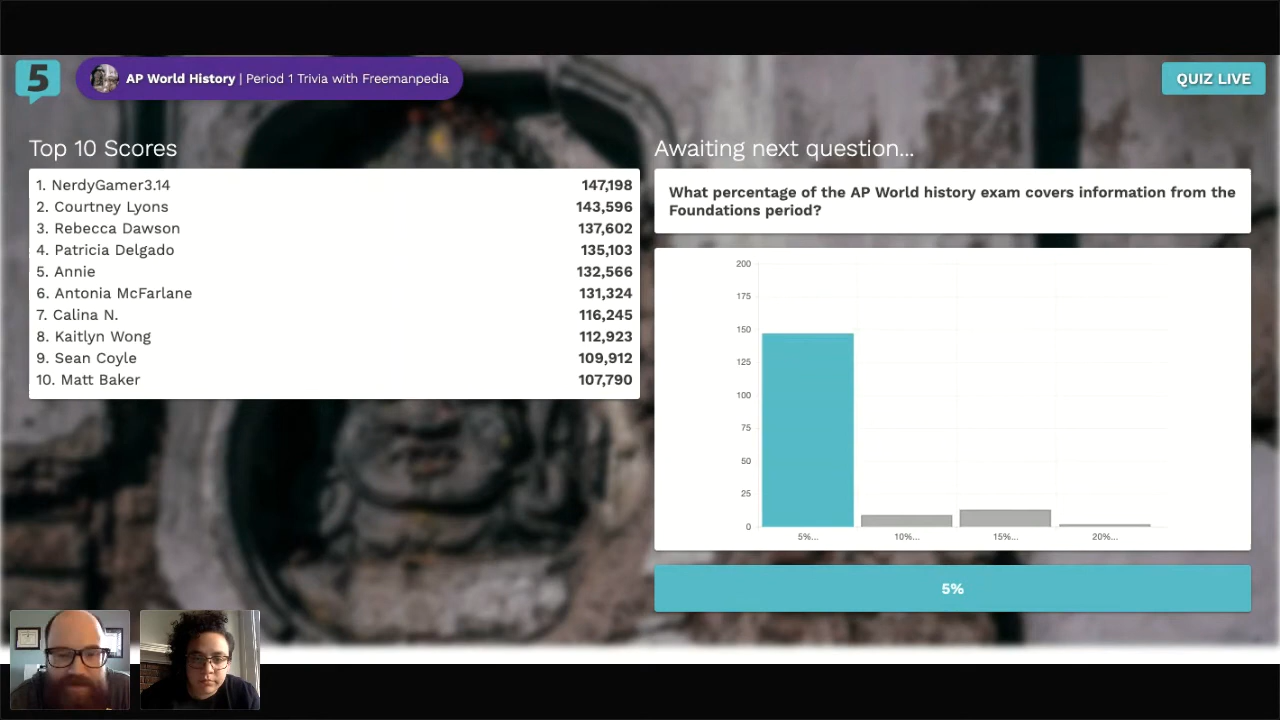 5
AP World History | Period 1 Trivia with Freemanpedia
QUIZ LIVE
Top 10 Scores
1. NerdyGamer3.14 147,198
2. Courtney Lyons 143,596
3. Rebecca Dawson 137,602
4. Patricia Delgado 135,103
5. Annie 132,566
6. Antonia McFarlane 131,324
7. Calina N. 116,245
8. Kaitlyn Wong 112,923
9. Sean Coyle 109,912
10. Matt Baker 107,790
Awaiting next question...
What percentage of the AP World history exam covers information from the
Foundations period?
200
175
150
125
100
75
50
25
0
5%... 10%... 15%... 20%...
5%